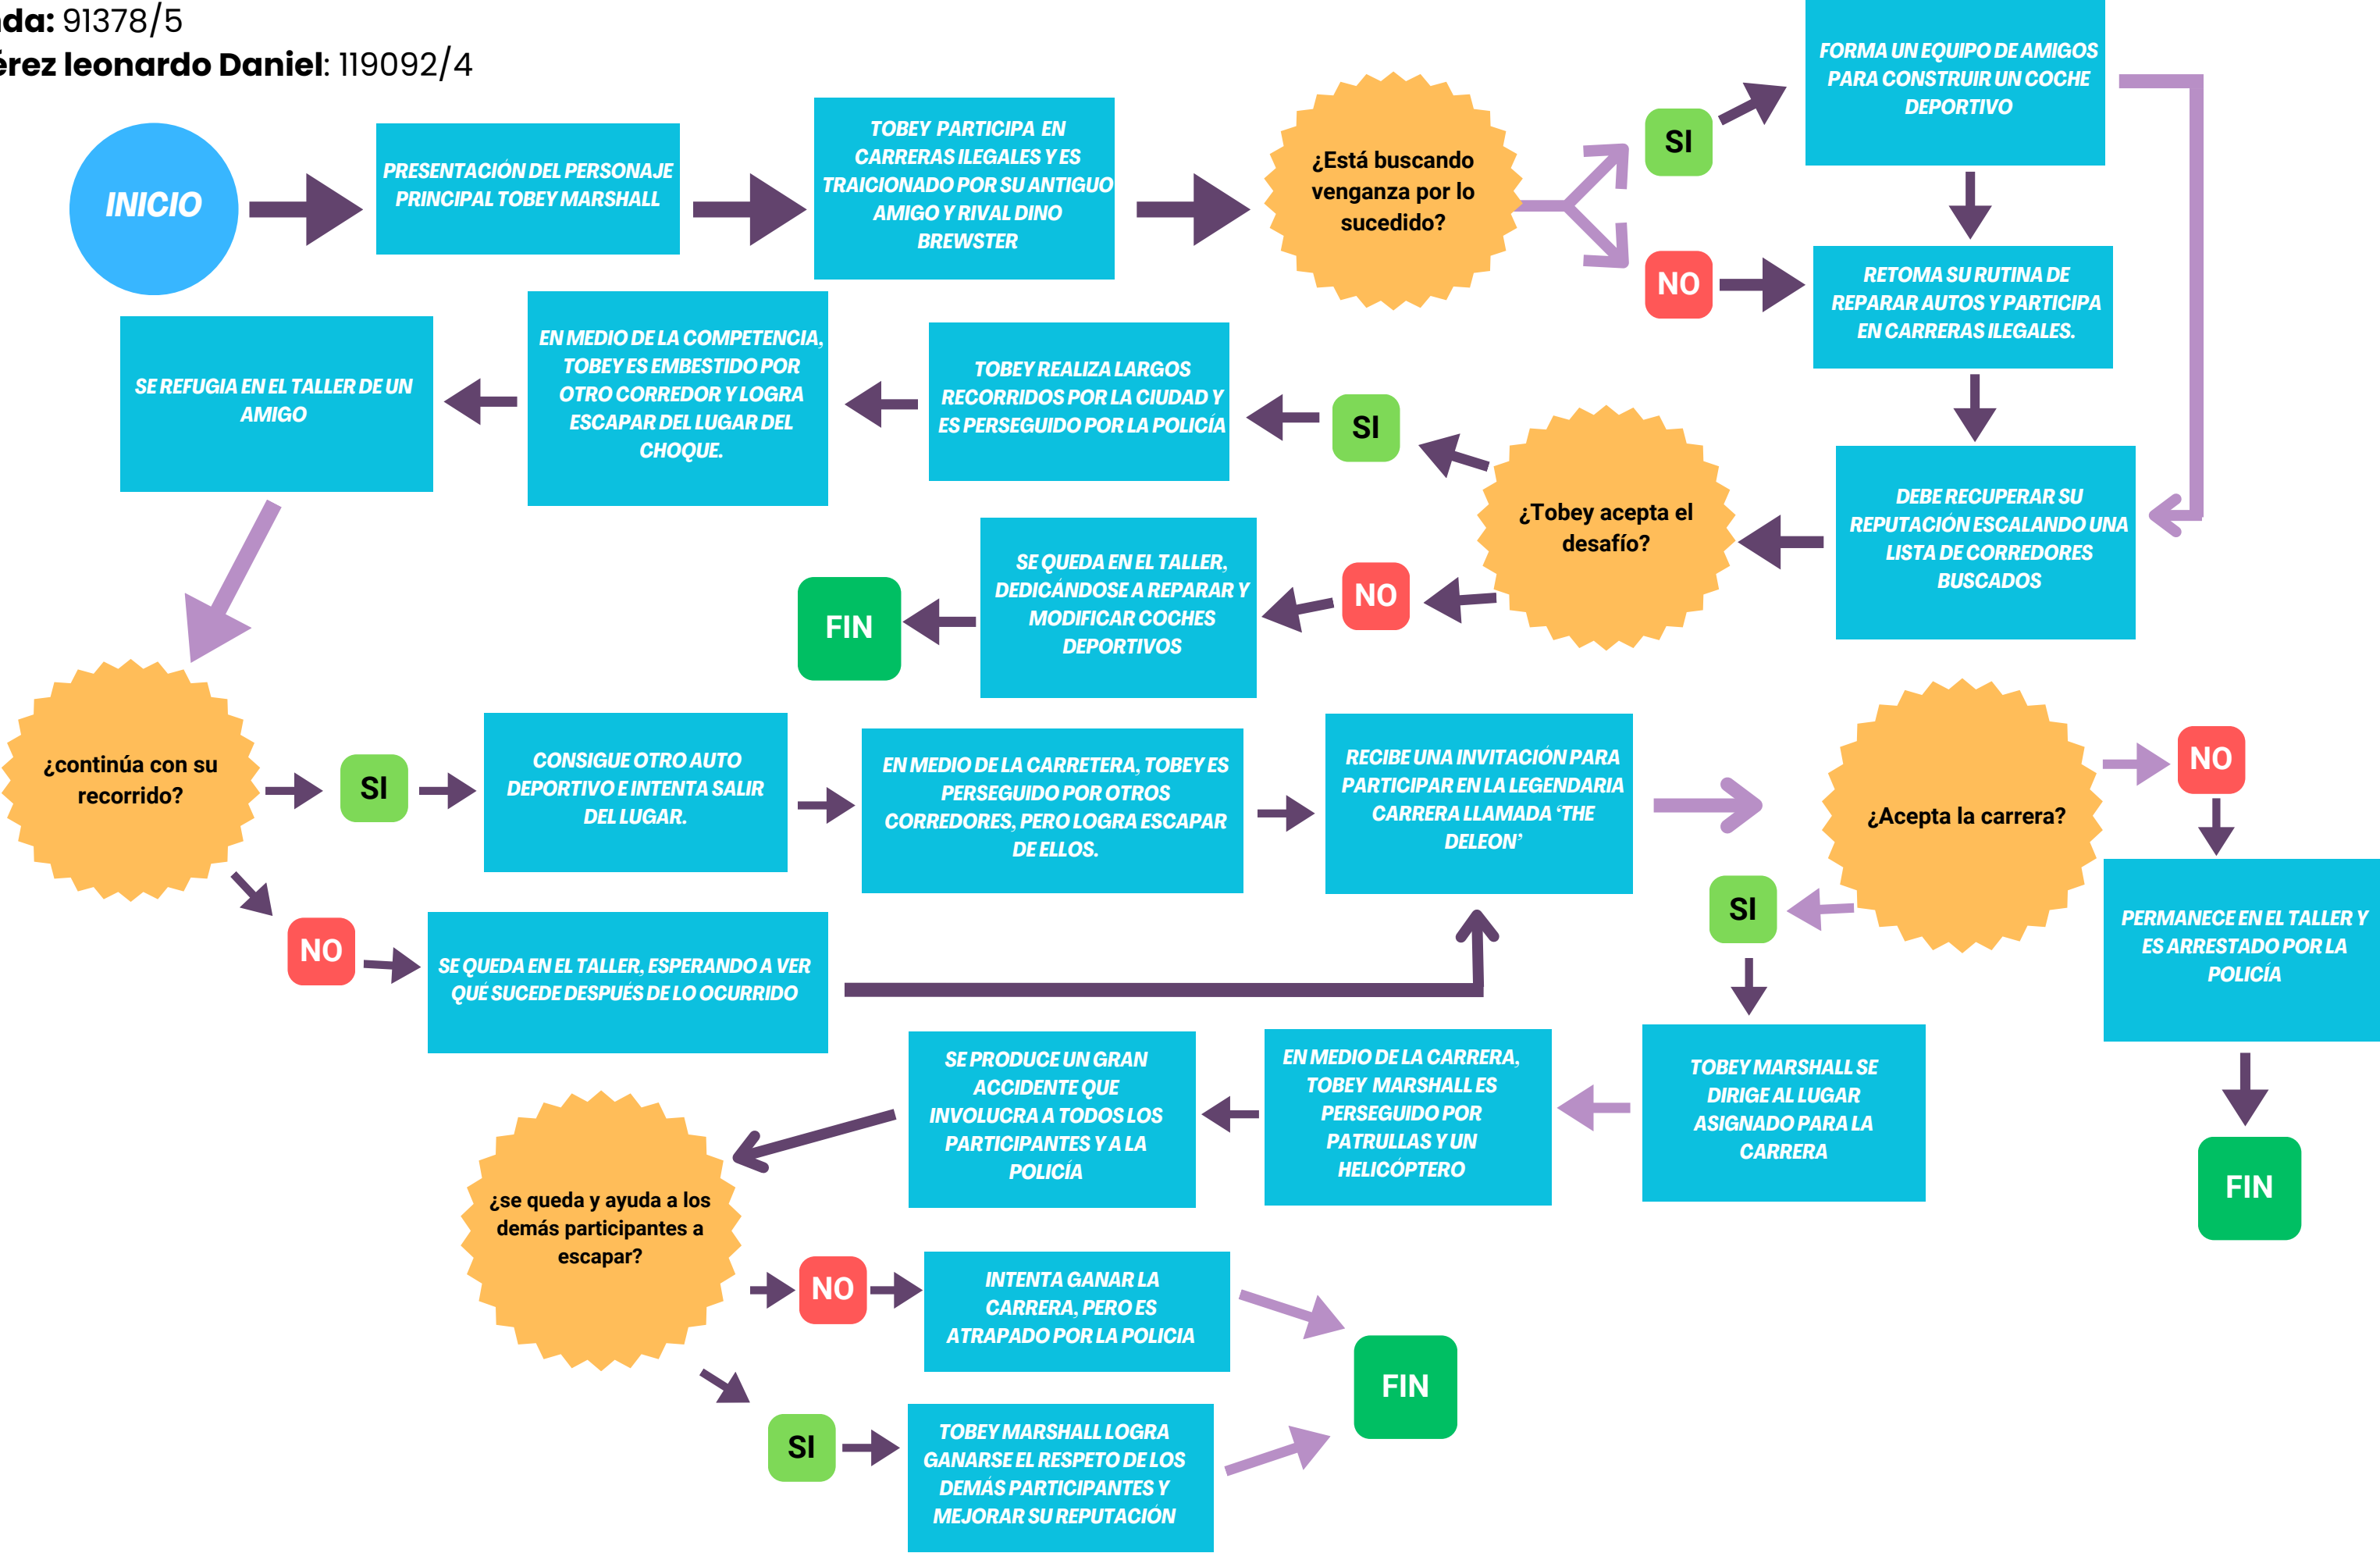 91378/5
leonardo Daniel: 119092/4
INICIO
PRESENTACIÓN DEL PERSONAJE
PRINCIPAL TOBEY MARSHALL
TOBEY PARTICIPA EN
CARRERAS ILEGALES Y ES
TRAICIONADO POR SU ANTIGUO
AMIGO Y RIVAL DINO
BREWSTER
¿Está buscando
venganza por lo
sucedido?
SI
FORMA UN EQUIPO DE AMIGOS
PARA CONSTRUIR UN COCHE
DEPORTIVO
NO
RETOMA SU RUTINA DE
REPARAR AUTOS Y PARTICIPA
EN CARRERAS ILEGALES.
DEBE RECUPERAR SU
REPUTACIÓN ESCALANDO UNA
LISTA DE CORREDORES
BUSCADOS
¿Tobey acepta el
desafío?
SI
TOBEY REALIZA LARGOS
RECORRIDOS POR LA CIUDAD Y
ES PERSEGUIDO POR LA POLICÍA
EN MEDIO DE LA COMPETENCIA,
TOBEY ES EMBESTIDO POR
OTRO CORREDOR Y LOGRA
ESCAPAR DEL LUGAR DEL
CHOQUE.
SE REFUGIA EN EL TALLER DE UN
AMIGO
NO
SE QUEDA EN EL TALLER,
DEDICÁNDOSE A REPARAR Y
MODIFICAR COCHES
DEPORTIVOS
FIN
¿continúa con su
recorrido?
SI
CONSIGUE OTRO AUTO
DEPORTIVO E INTENTA SALIR
DEL LUGAR.
EN MEDIO DE LA CARRETERA, TOBEY ES
PERSEGUIDO POR OTROS
CORREDORES, PERO LOGRA ESCAPAR
DE ELLOS.
RECIBE UNA INVITACIÓN PARA
PARTICIPAR EN LA LEGENDARIA
CARRERA LLAMADA ‘THE
DELEON’
NO
SE QUEDA EN EL TALLER, ESPERANDO A VER
QUÉ SUCEDE DESPUÉS DE LO OCURRIDO
¿Acepta la carrera?
NO
PERMANECE EN EL TALLER Y
ES ARRESTADO POR LA
POLICÍA
FIN
SI
TOBEY MARSHALL SE
DIRIGE AL LUGAR
ASIGNADO PARA LA
CARRERA
EN MEDIO DE LA CARRERA,
TOBEY MARSHALL ES
PERSEGUIDO POR
PATRULLAS Y UN
HELICÓPTERO
SE PRODUCE UN GRAN
ACCIDENTE QUE
INVOLUCRA A TODOS LOS
PARTICIPANTES Y A LA
POLICÍA
¿se queda y ayuda a los
demás participantes a
escapar?
NO
INTENTA GANAR LA
CARRERA, PERO ES
ATRAPADO POR LA POLICIA
SI
TOBEY MARSHALL LOGRA
GANARSE EL RESPETO DE LOS
DEMÁS PARTICIPANTES Y
MEJORAR SU REPUTACIÓN
FIN